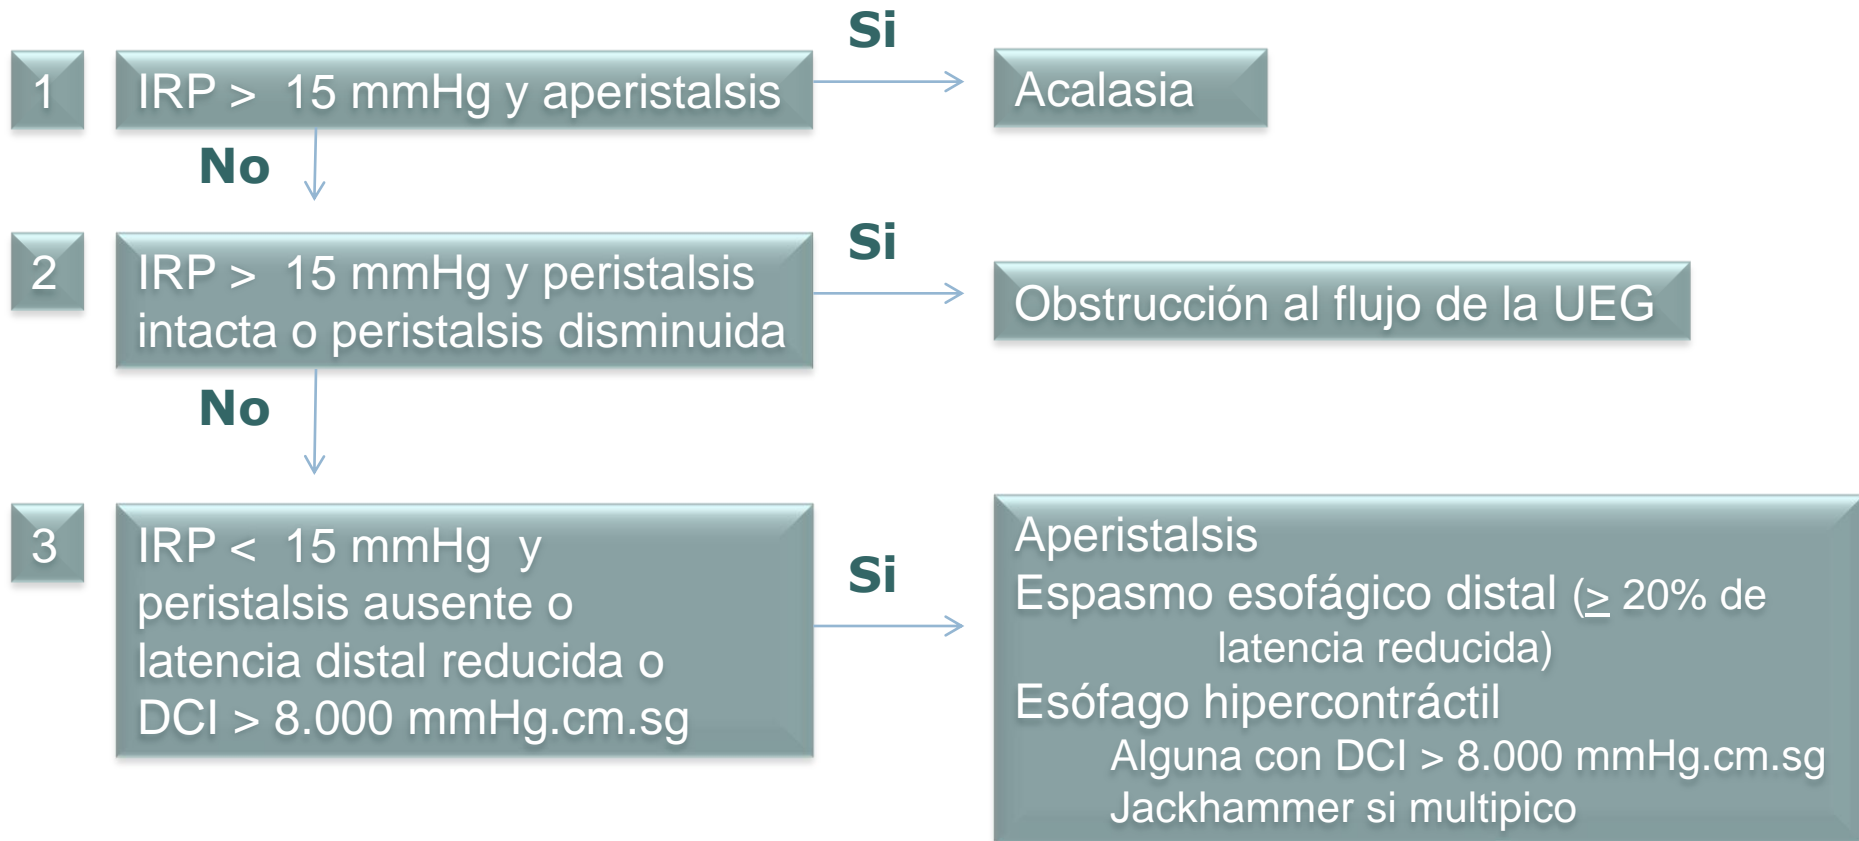 Si
1
IRP >  15 mmHg y aperistalsis
Acalasia
No
Si
2
IRP >  15 mmHg y peristalsis
intacta o peristalsis disminuida
Obstrucción al flujo de la UEG
No
3
IRP <  15 mmHg  y
peristalsis ausente o
latencia distal reducida o
DCI > 8.000 mmHg.cm.sg
Si
Aperistalsis
Espasmo esofágico distal (≥ 20% de
latencia reducida)
Esófago hipercontráctil
Alguna con DCI > 8.000 mmHg.cm.sg
Jackhammer si multipico